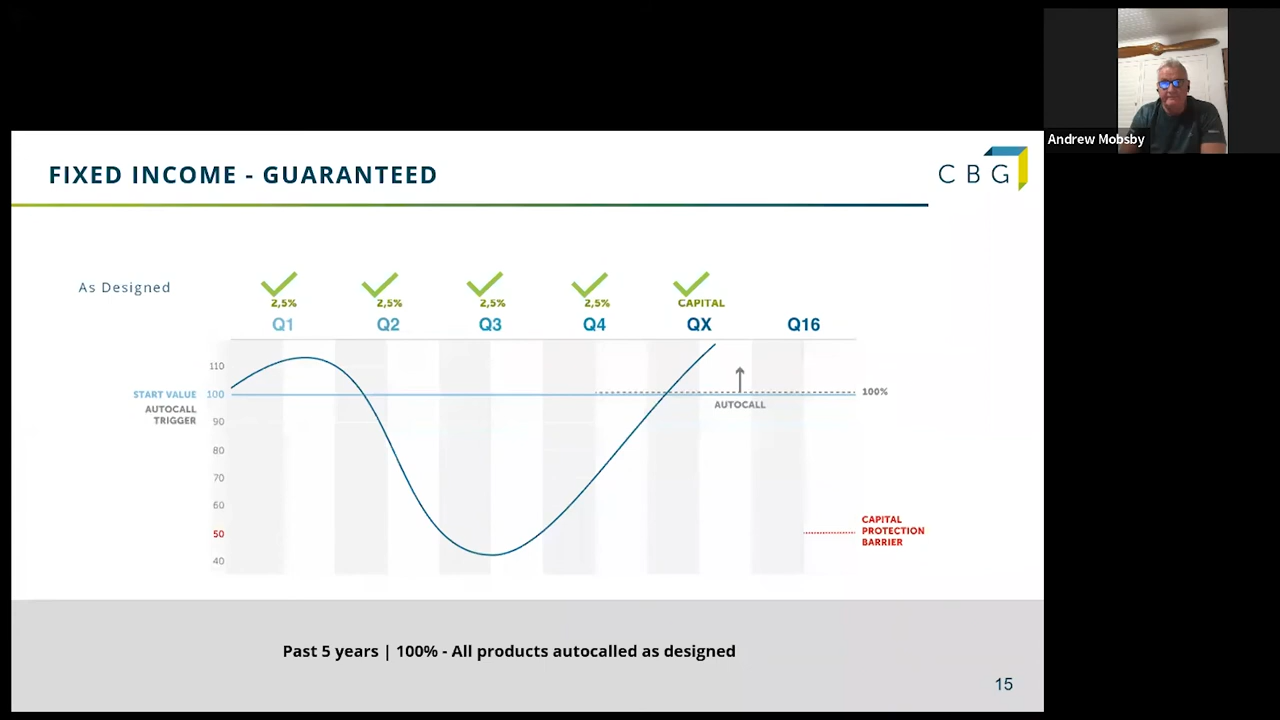 Andrew Mobsby
FIXED INCOME - GUARANTEED
CBG
As Designed
2,5% 2,5% 2,5% 2,5% CAPITAL
Q1 Q2 Q3 Q4 QX Q16
110
START VALUE 100
100%
AUTOCALL
TRIGGER
AUTOCALL
90
80
70
60
50
CAPITAL
PROTECTION
BARRIER
40
Past 5 years | 100% - All products autocalled as designed
15